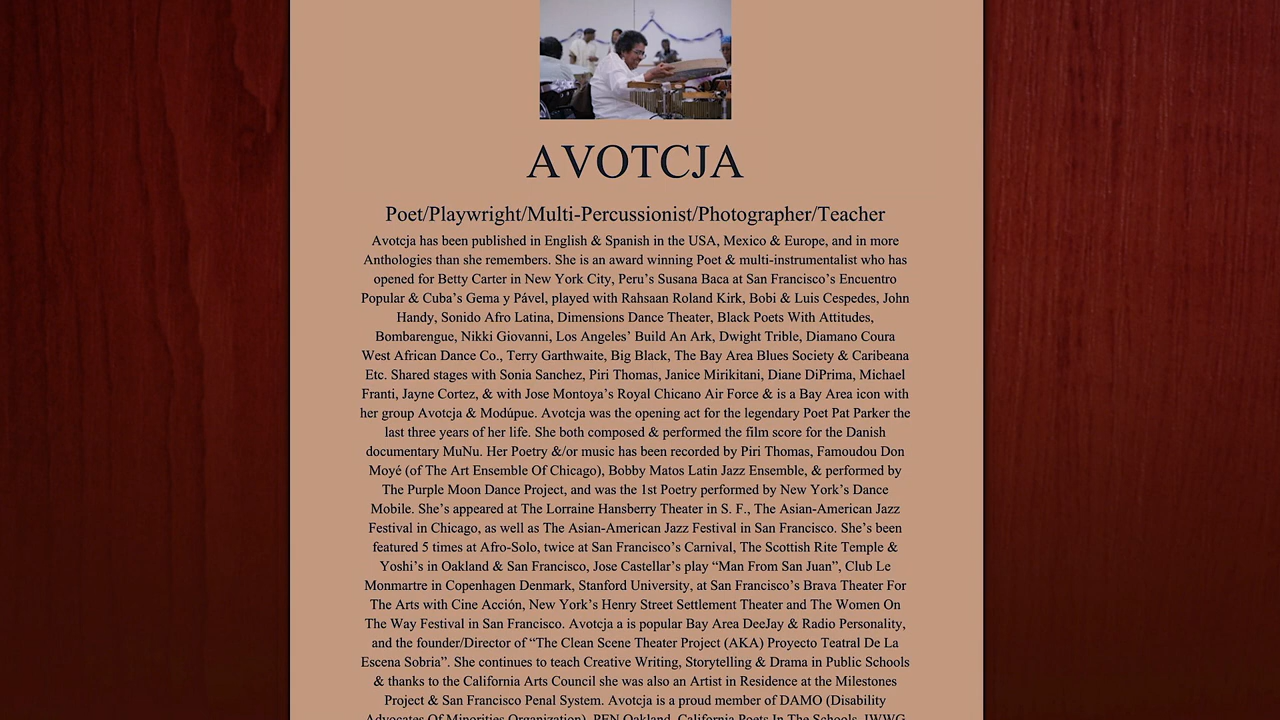 AVOTCJA
Poet/Playwright/Multi-Percussionist/Photographer/Teacher
Avotcja has been published in English & Spanish in the USA, Mexico & Europe, and in more
Anthologies than she remembers. She is an award winning Poet & multi-instrumentalist who has
opened for Betty Carter in New York City, Peru’s Susana Baca at San Francisco’s Encuentro
Popular & Cuba’s Gema y Pável, played with Rahsaan Roland Kirk, Bobi & Luis Cespedes, John
Handy, Sonido Afro Latina, Dimensions Dance Theater, Black Poets With Attitudes,
Bombarengue, Nikki Giovanni, Los Angeles’ Build An Ark, Dwight Trible, Diamano Coura
West African Dance Co., Terry Garthwaite, Big Black, The Bay Area Blues Society & Caribeana
Etc. Shared stages with Sonia Sanchez, Piri Thomas, Janice Mirikitani, Diane DiPrima, Michael
Franti, Jayne Cortez, & with Jose Montoya’s Royal Chicano Air Force & is a Bay Area icon with
her group Avotcja & Modúpue. Avotcja was the opening act for the legendary Poet Pat Parker the
last three years of her life. She both composed & performed the film score for the Danish
documentary MuNu. Her Poetry &/or music has been recorded by Piri Thomas, Famoudou Don
Moyé (of The Art Ensemble Of Chicago), Bobby Matos Latin Jazz Ensemble, & performed by
The Purple Moon Dance Project, and was the 1st Poetry performed by New York’s Dance
Mobile. She’s appeared at The Lorraine Hansberry Theater in S. F., The Asian-American Jazz
Festival in Chicago, as well as The Asian-American Jazz Festival in San Francisco. She’s been
featured 5 times at Afro-Solo, twice at San Francisco’s Carnival, The Scottish Rite Temple &
Yoshi’s in Oakland & San Francisco, Jose Castellar’s play “Man From San Juan”, Club Le
Monmartre in Copenhagen Denmark, Stanford University, at San Francisco’s Brava Theater For
The Arts with Cine Acción, New York’s Henry Street Settlement Theater and The Women On
The Way Festival in San Francisco. Avotcja a is popular Bay Area DeeJay & Radio Personality,
and the founder/Director of “The Clean Scene Theater Project (AKA) Proyecto Teatral De La
Escena Sobria”. She continues to teach Creative Writing, Storytelling & Drama in Public Schools
& thanks to the California Arts Council she was also an Artist in Residence at the Milestones
Project & San Francisco Penal System. Avotcja is a proud member of DAMO (Disability
Advocates Of Minorities Organization), PEN Oakland, California Poets In The Schools, IWWG